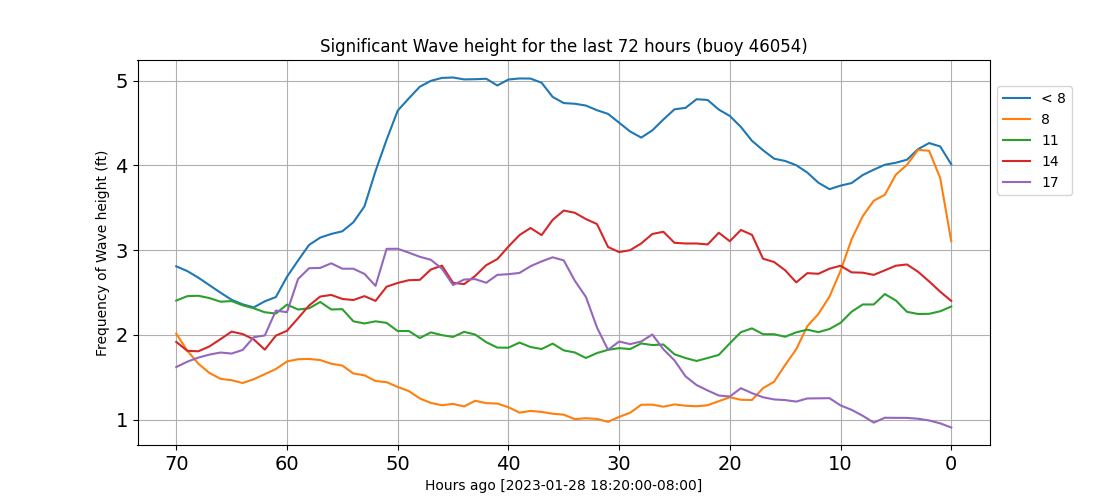 Significant Wave height for the last 72 hours (buoy 46054)
Frequency of Wave height (ft)
5
4
3
2
1
70 60 50 40 30 20 10 0
Hours ago [2023-01-28 18:20:00-08:00]
< 8
8
11
14
17